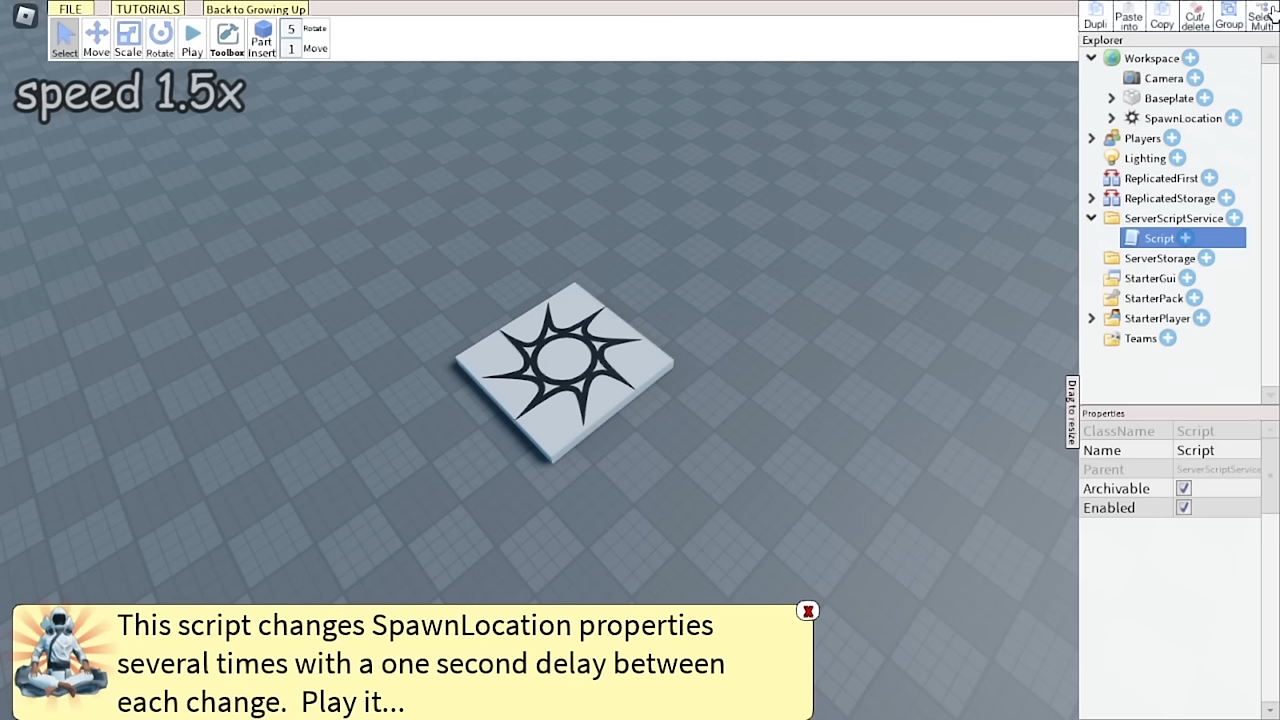 FILE
TUTORIALS
Back to Growing Up
Select
Move
Scale
Rotate
Play
Toolbox
Part
Insert
5
Rotate
1
Move
Dupli
Paste
into
Copy
Cut/
delete
Group
Sele
Multi
speed 1.5x
Explorer
Workspace
Camera
Baseplate
SpawnLocation
Players
Lighting
ReplicatedFirst
ReplicatedStorage
ServerScriptService
Script
ServerStorage
StarterGui
StarterPack
StarterPlayer
Teams
Drag to resize
Properties
ClassName Script
Name Script
Parent ServerScriptService
Archivable
Enabled
This script changes SpawnLocation properties
several times with a one second delay between
each change. Play it...
x